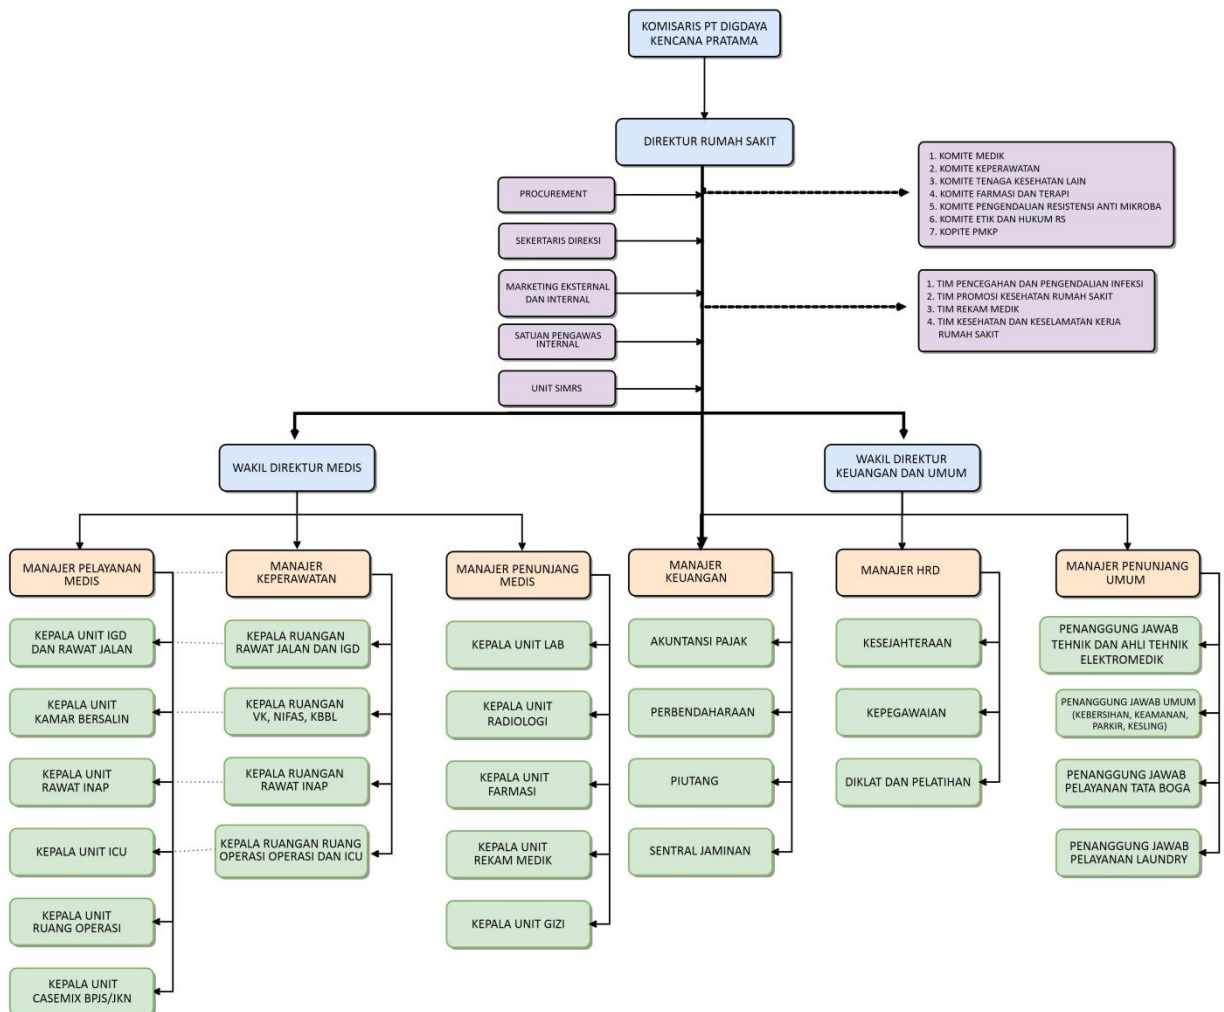 KOMISARIS PT DIGDAYA
KENCANA PRATAMA
DIREKTUR RUMAH SAKIT
1. KOMITE MEDIK
2. KOMITE KEPERAWATAN
3. KOMITE TENAGA KESEHATAN LAIN
4. KOMITE FARMASI DAN TERAPI
5. KOMITE PENGENDALIAN RESISTENSI ANTI MIKROBA
6. KOMITE ETIK DAN HUKUM RS
7. KOPITE PMKP
PROCUREMENT
SEKERTARIS DIREKSI
MARKETING EKSTERNAL
DAN INTERNAL
1. TIM PENCEGAHAN DAN PENGENDALIAN INFEKSI
2. TIM PROMOSI KESEHATAN RUMAH SAKIT
3. TIM REKAM MEDIK
4. TIM KESEHATAN DAN KESELAMATAN KERJA
RUMAH SAKIT
SATUAN PENGAWAS
INTERNAL
UNIT SIMRS
WAKIL DIREKTUR MEDIS
WAKIL DIREKTUR
KEUANGAN DAN UMUM
MANAJER PELAYANAN
MEDIS
MANAJER
KEPERAWATAN
MANAJER PENUNJANG
MEDIS
MANAJER
KEUANGAN
MANAJER HRD
MANAJER PENUNJANG
UMUM
KEPALA UNIT IGD
DAN RAWAT JALAN
KEPALA RUANGAN
RAWAT JALAN DAN IGD
KEPALA UNIT LAB
AKUNTANSI PAJAK
KESEJAHTERAAN
PENANGGUNG JAWAB
TEHNIK DAN AHLI TEHNIK
ELEKTROMEDIK
KEPALA UNIT
KAMAR BERSALIN
KEPALA RUANGAN
VK, NIFAS, KBBL
KEPALA UNIT
RADIOLOGI
PERBENDAHARAAN
KEPEGAWAIAN
PENANGGUNG JAWAB UMUM
(KEBERSIHAN, KEAMANAN,
PARKIR, KESLING)
KEPALA UNIT
RAWAT INAP
KEPALA RUANGAN
RAWAT INAP
KEPALA UNIT
FARMASI
PIUTANG
DIKLAT DAN PELATIHAN
PENANGGUNG JAWAB
PELAYANAN TATA BOGA
KEPALA UNIT ICU
KEPALA RUANGAN RUANG
OPERASI OPERASI DAN ICU
KEPALA UNIT
REKAM MEDIK
SENTRAL JAMINAN
PENANGGUNG JAWAB
PELAYANAN LAUNDRY
KEPALA UNIT
RUANG OPERASI
KEPALA UNIT GIZI
KEPALA UNIT
CASEMIX BPJS/JKN